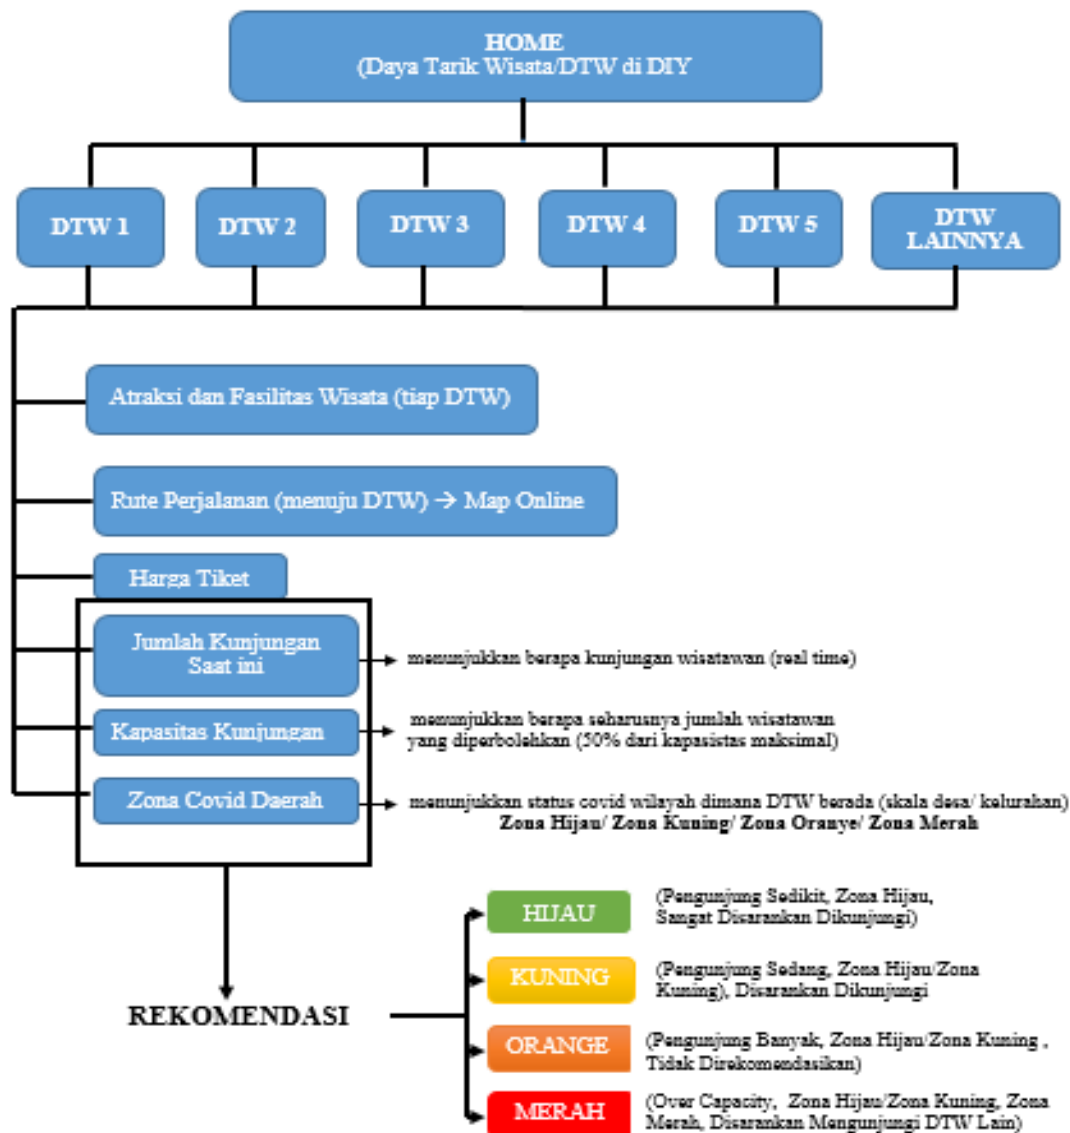 HOME
(Daya Tarik Wisata/DTW di DIY
DTW 1
DTW 2
DTW 3
DTW 4
DTW 5
DTW
LAINNYA
Atraksi dan Fasilitas Wisata (tiap DTW)
Rute Perjalanan (menuju DTW) → Map Online
Harga Tiket
Jumlah Kunjungan
Saat ini
menunjukkan berapa kunjungan wisatawan (real time)
Kapasitas Kunjungan
menunjukkan berapa seharusnya jumlah wisatawan
yang diperbolehkan (50% dari kapasistas maksimal)
Zona Covid Daerah
menunjukkan status covid wilayah dimana DTW berada (skala desa/ kelurahan)
Zona Hijau/ Zona Kuning/ Zona Oranye/ Zona Merah
REKOMENDASI
HIJAU
(Pengunjung Sedikit, Zona Hijau,
Sangat Disarankan Dikunjungi)
KUNING
(Pengunjung Sedang, Zona Hijau/Zona
Kuning), Disarankan Dikunjungi
ORANGE
(Pengunjung Banyak, Zona Hijau/Zona Kuning ,
Tidak Direkomendasikan)
MERAH
(Over Capacity, Zona Hijau/Zona Kuning, Zona
Merah, Disarankan Mengunjungi DTW Lain)